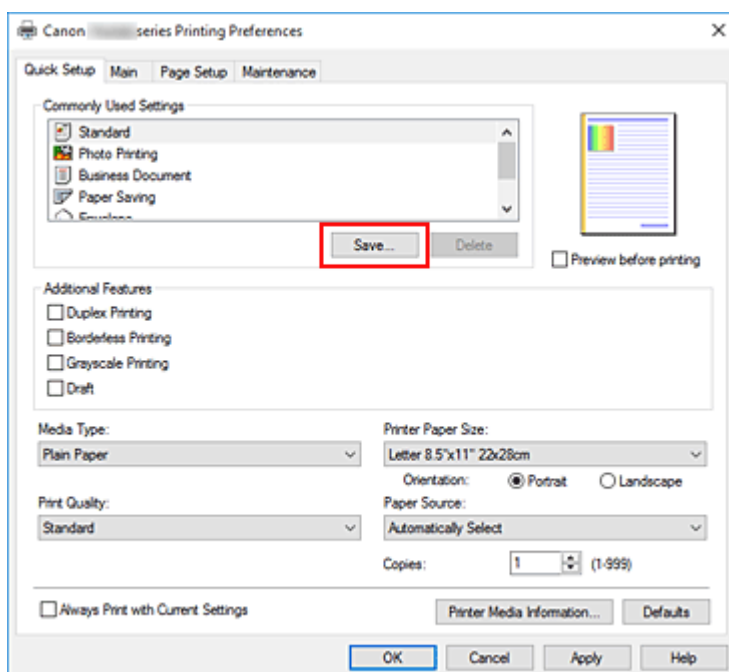 Canon series Printing Preferences
Quick Setup Main Page Setup Maintenance
Commonly Used Settings
Standard
Photo Printing
Business Document
Paper Saving
Envelope
Save... Delete
Preview before printing
Additional Features
Duplex Printing
Borderless Printing
Grayscale Printing
Draft
Media Type: Printer Paper Size:
Plain Paper Letter 8.5"x11" 22x28cm
Orientation: Portrait Landscape
Print Quality: Paper Source:
Standard Automatically Select
Copies: 1 (1-999)
Always Print with Current Settings Printer Media Information... Defaults
OK Cancel Apply Help